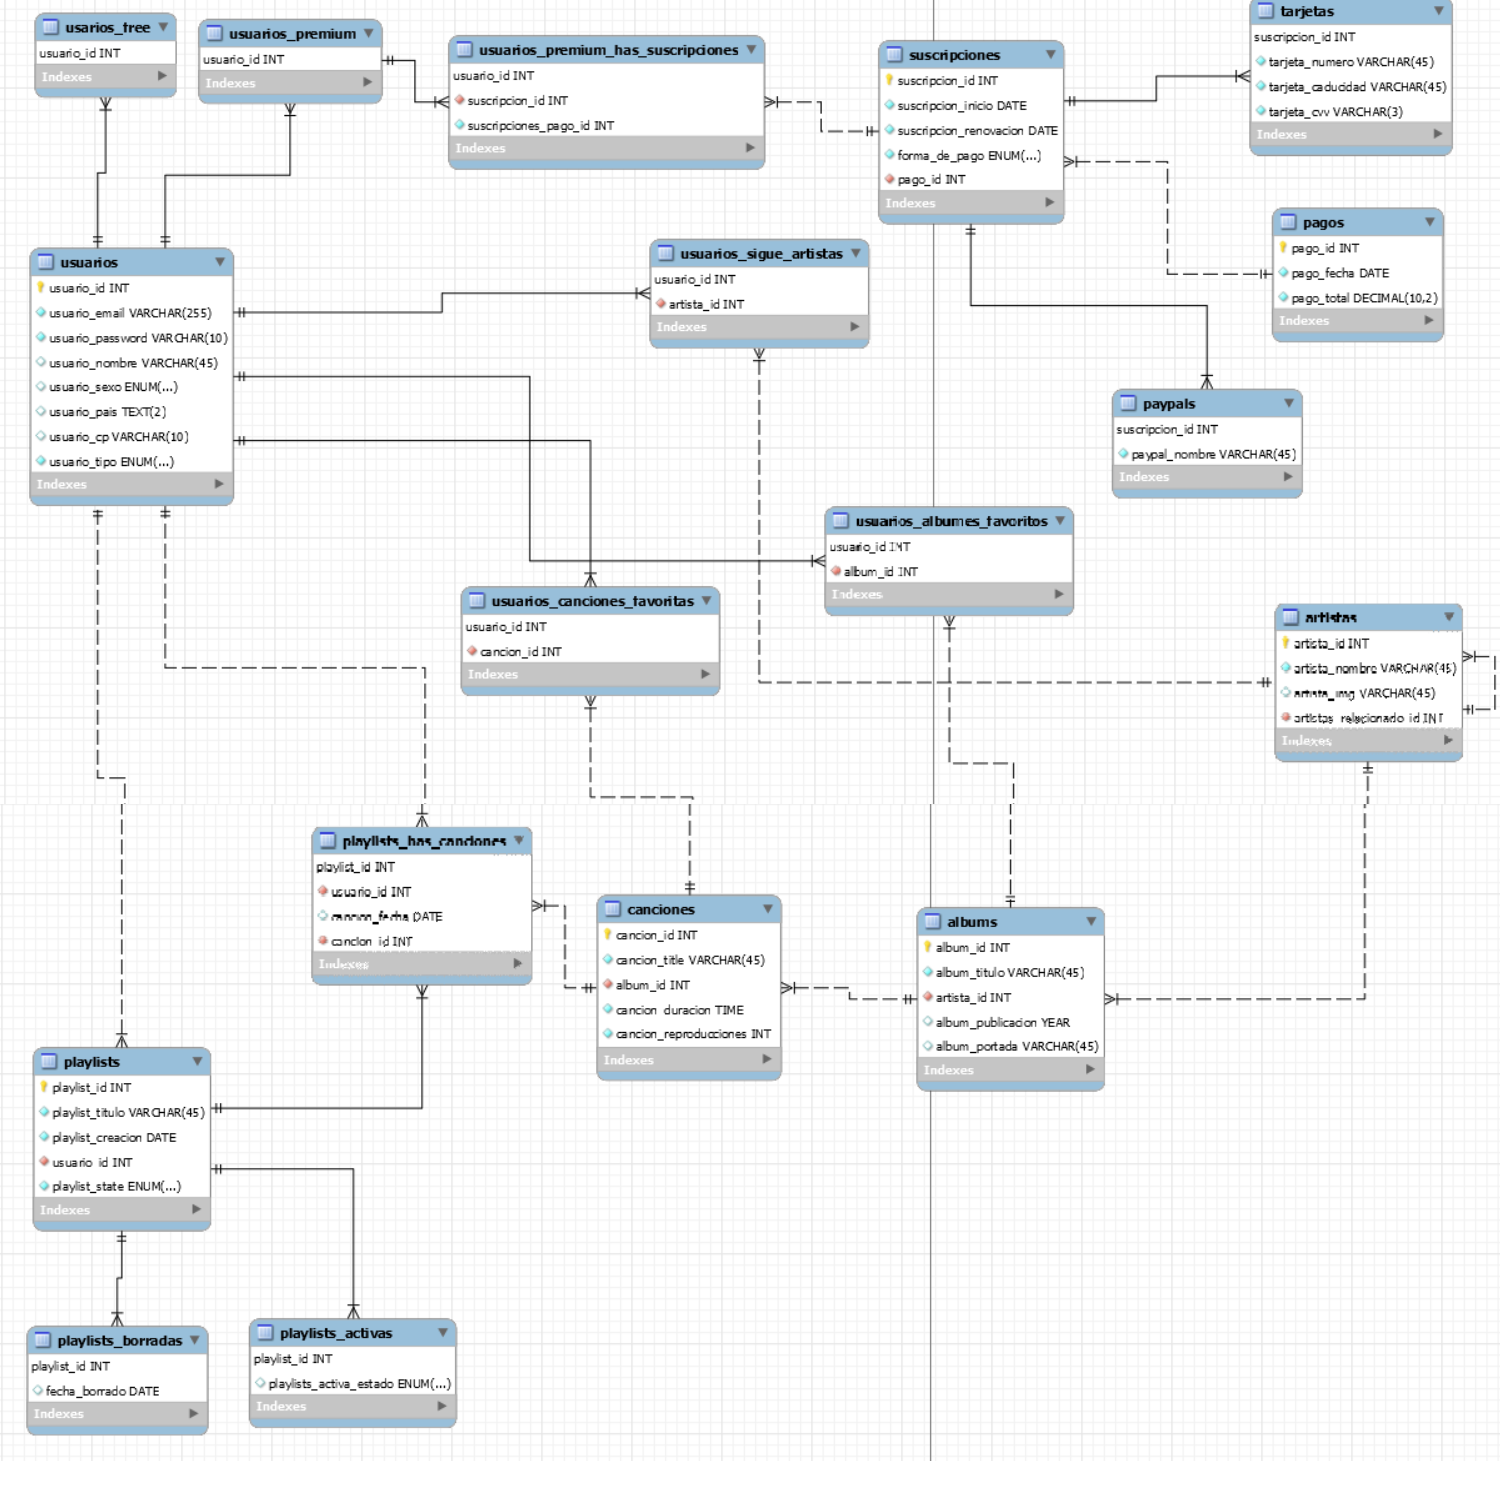 usarios_free
usuario_id INT
Indexes
usuarios_premium
usuario_id INT
Indexes
usuarios_premium_has_suscripciones
usuario_id INT
suscripcion_id INT
suscripciones_pago_id INT
Indexes
suscripciones
suscripcion_id INT
suscripcion_inicio DATE
suscripcion_renovacion DATE
forma_de_pago ENUM(...)
pago_id INT
Indexes
tarjetas
suscripcion_id INT
tarjeta_numero VARCHAR(45)
tarjeta_caducidad VARCHAR(45)
tarjeta_cvv VARCHAR(3)
Indexes
pagos
pago_id INT
pago_fecha DATE
pago_total DECIMAL(10,2)
Indexes
usuarios
usuario_id INT
usuario_email VARCHAR(255)
usuario_password VARCHAR(10)
usuario_nombre VARCHAR(45)
usuario_sexo ENUM(...)
usuario_pais TEXT(2)
usuario_cp VARCHAR(10)
usuario_tipo ENUM(...)
Indexes
usuarios_sigue_artistas
usuario_id INT
artista_id INT
Indexes
paypals
suscripcion_id INT
paypal_nombre VARCHAR(45)
Indexes
usuarios_albumes_favoritos
usuario_id INT
album_id INT
Indexes
usuarios_canciones_favoritas
usuario_id INT
cancion_id INT
Indexes
artistas
artista_id INT
artista_nombre VARCHAR(45)
artista_img VARCHAR(45)
artistas_relacionado_id INT
Indexes
playlists_has_canciones
playlist_id INT
usuario_id INT
cancion_fecha DATE
cancion_id INT
Indexes
canciones
cancion_id INT
cancion_title VARCHAR(45)
album_id INT
cancion_duracion TIME
cancion_reproducciones INT
Indexes
albums
album_id INT
album_titulo VARCHAR(45)
artista_id INT
album_publicacion YEAR
album_portada VARCHAR(45)
Indexes
playlists
playlist_id INT
playlist_titulo VARCHAR(45)
playlist_creacion DATE
usuario_id INT
playlist_state ENUM(...)
Indexes
playlists_borradas
playlist_id INT
fecha_borrado DATE
Indexes
playlists_activas
playlist_id INT
playlists_activa_estado ENUM(...)
Indexes